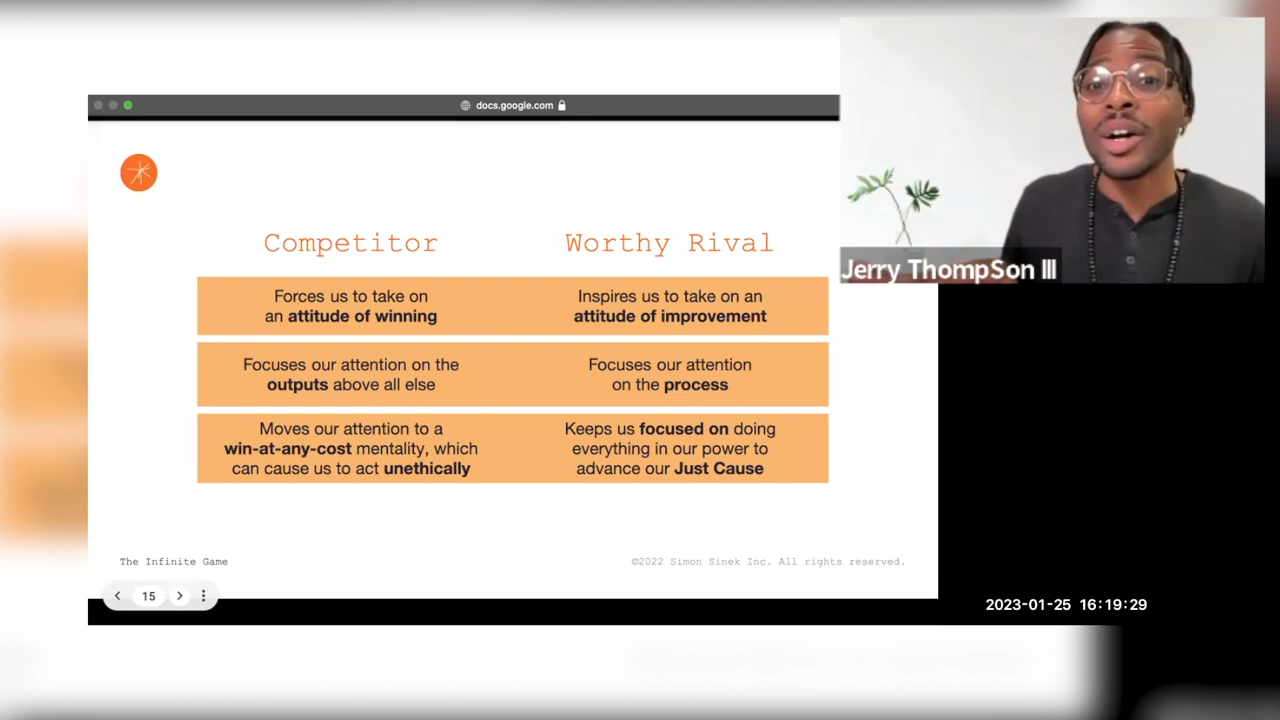 docs.google.com
Jerry ThompSon III
Competitor
Worthy Rival
Forces us to take on
an attitude of winning
Inspires us to take on an
attitude of improvement
Focuses our attention on the
outputs above all else
Focuses our attention
on the process
Moves our attention to a
win-at-any-cost mentality, which
can cause us to act unethically
Keeps us focused on doing
everything in our power to
advance our Just Cause
The Infinite Game
©2022 Simon Sinek Inc. All rights reserved.
15
2023-01-25 16:19:29